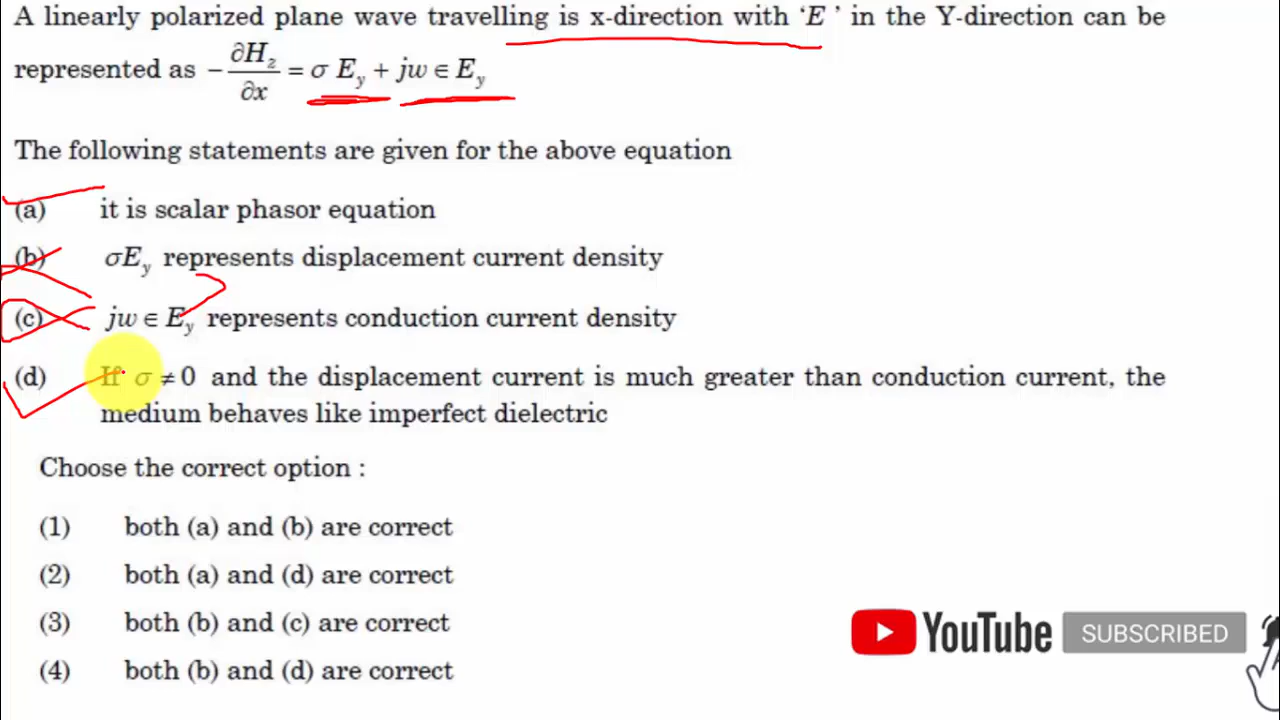 A linearly polarized plane wave travelling is x-direction with ‘E ’ in the Y-direction can be
represented as − ∂H_z/∂x = σ E_y + jw ∈ E_y
The following statements are given for the above equation
(a) it is scalar phasor equation
(b) σE_y represents displacement current density
(c) jw ∈ E_y represents conduction current density
(d) If σ ≠ 0 and the displacement current is much greater than conduction current, the
medium behaves like imperfect dielectric
Choose the correct option :
(1) both (a) and (b) are correct
(2) both (a) and (d) are correct
(3) both (b) and (c) are correct
(4) both (b) and (d) are correct
YouTube SUBSCRIBED